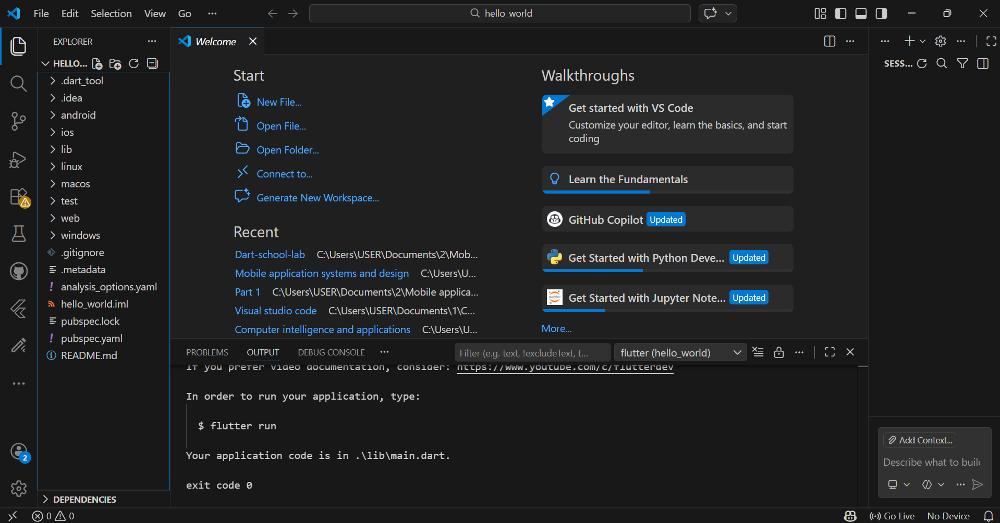 File Edit Selection View Go ···
hello_world
EXPLORER ···
HELLO...
.dart_tool
.idea
android
ios
lib
linux
macos
test
web
windows
.gitignore
.metadata
! analysis_options.yaml
hello_world.iml
pubspec.lock
! pubspec.yaml
README.md
DEPENDENCIES
2
Welcome
Start
New File...
Open File...
Open Folder...
Connect to...
Generate New Workspace...
Recent
Dart-school-lab C:\Users\USER\Documents\2\Mob...
Mobile application systems and design C:\Users\U...
Part 1 C:\Users\USER\Documents\2\Mobile applica...
Visual studio code C:\Users\USER\Documents\1\C...
Computer intelligence and applications C:\Users\U...
Walkthroughs
Get started with VS Code
Customize your editor, learn the basics, and start
coding
Learn the Fundamentals
GitHub Copilot Updated
Get Started with Python Deve... Updated
jupyter
Get Started with Jupyter Note... Updated
More...
PROBLEMS OUTPUT DEBUG CONSOLE ···
Filter (e.g. text, !excludeText, t...
flutter (hello_world)
If you prefer video documentation, consider: https://www.youtube.com/c/flutterdev
In order to run your application, type:
$ flutter run
Your application code is in .\lib\main.dart.
exit code 0
SESS...
Add Context...
Describe what to buil
0 0
Go Live No Device